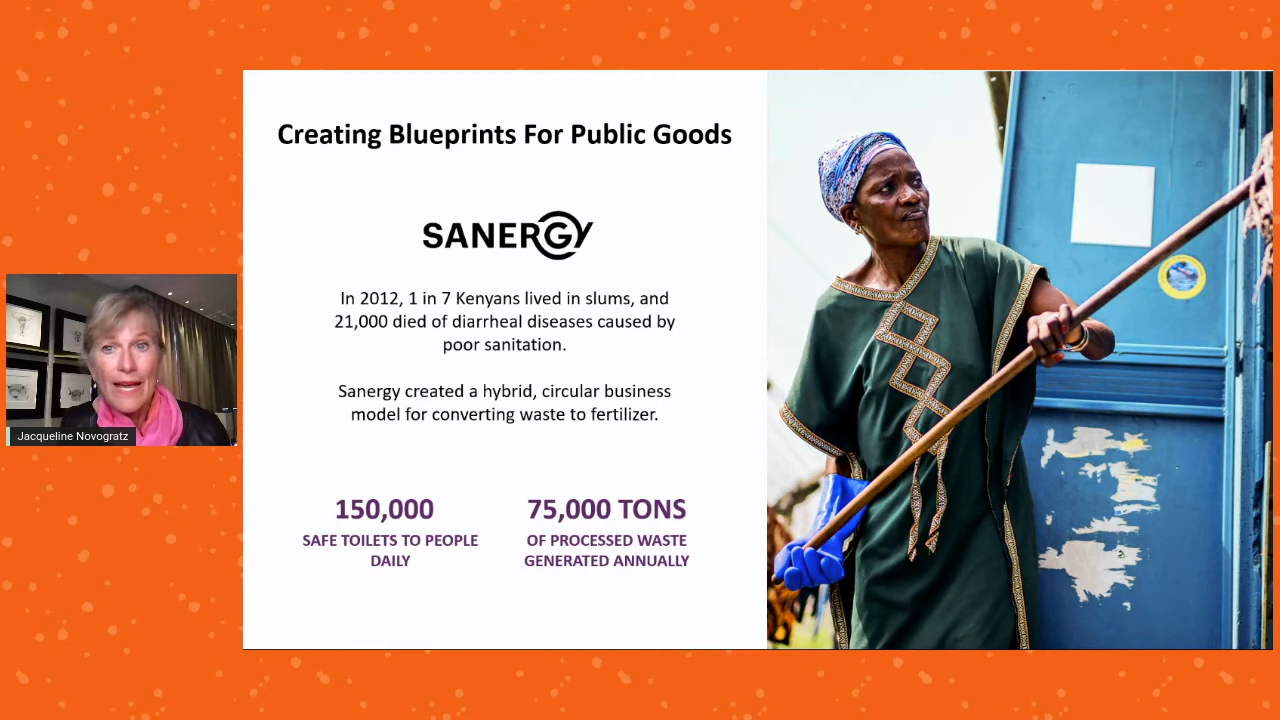 Creating Blueprints For Public Goods
SANERGY
In 2012, 1 in 7 Kenyans lived in slums, and
21,000 died of diarrheal diseases caused by
poor sanitation.
Sanergy created a hybrid, circular business
model for converting waste to fertilizer.
150,000
SAFE TOILETS TO PEOPLE
DAILY
75,000 TONS
OF PROCESSED WASTE
GENERATED ANNUALLY
Jacqueline Novogratz